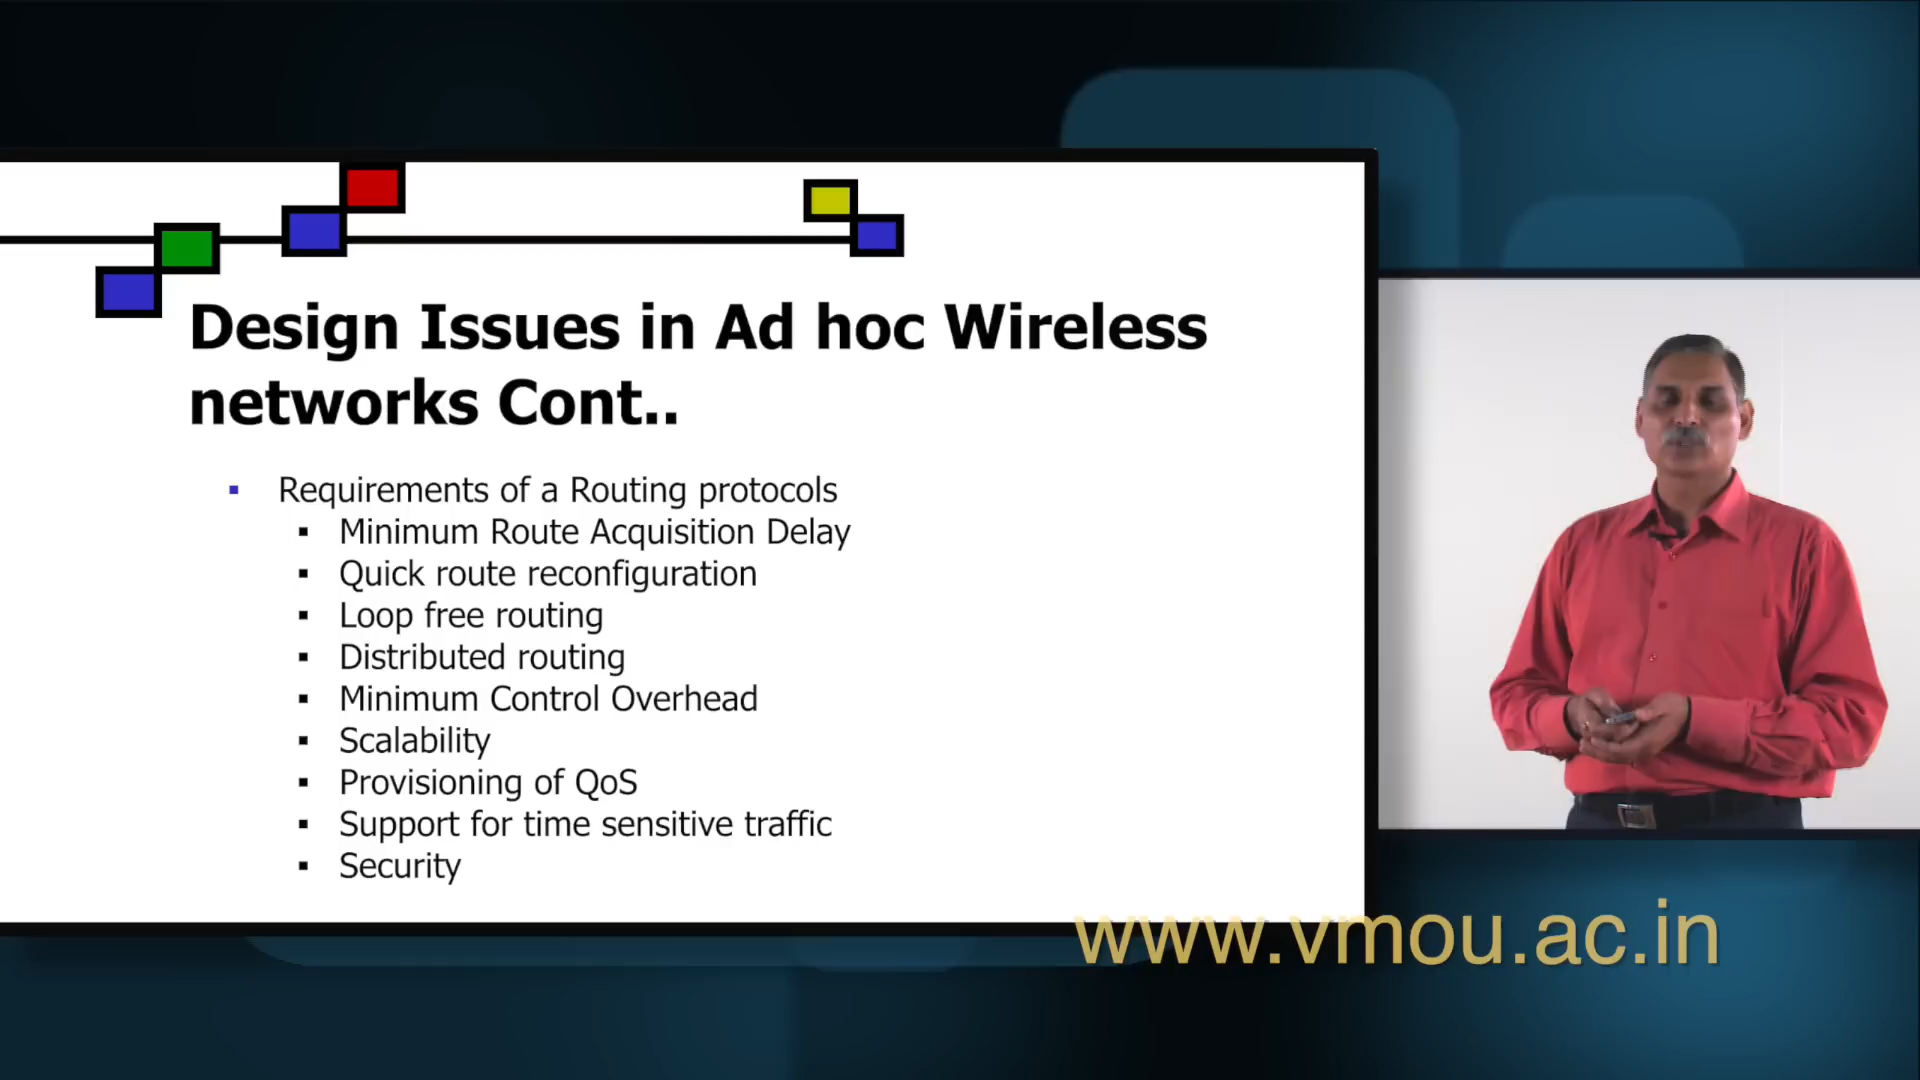 Design Issues in Ad hoc Wireless
networks Cont..
Requirements of a Routing protocols
Minimum Route Acquisition Delay
Quick route reconfiguration
Loop free routing
Distributed routing
Minimum Control Overhead
Scalability
Provisioning of QoS
Support for time sensitive traffic
Security
www.vmou.ac.in